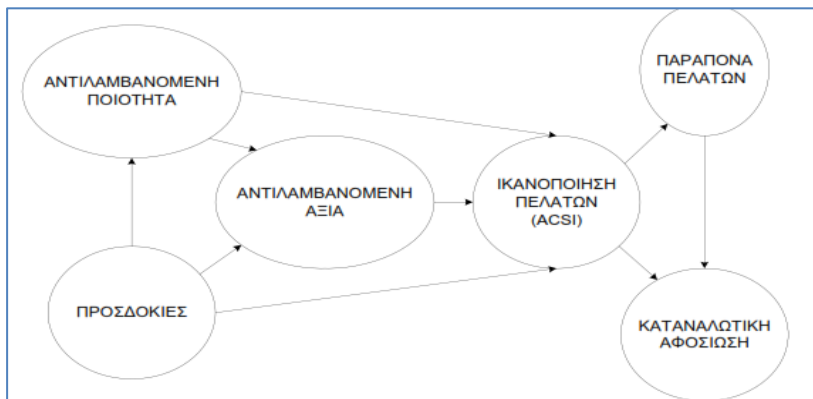 ΑΝΤΙΛΑΜΒΑΝΟΜΕΝΗ
ΠΟΙΟΤΗΤΑ
ΠΑΡΑΠΟΝΑ
ΠΕΛΑΤΩΝ
ΑΝΤΙΛΑΜΒΑΝΟΜΕΝΗ
ΑΞΙΑ
ΙΚΑΝΟΠΟΙΗΣΗ
ΠΕΛΑΤΩΝ
(ACSI)
ΠΡΟΣΔΟΚΙΕΣ
ΚΑΤΑΝΑΛΩΤΙΚΗ
ΑΦΟΣΙΩΣΗ